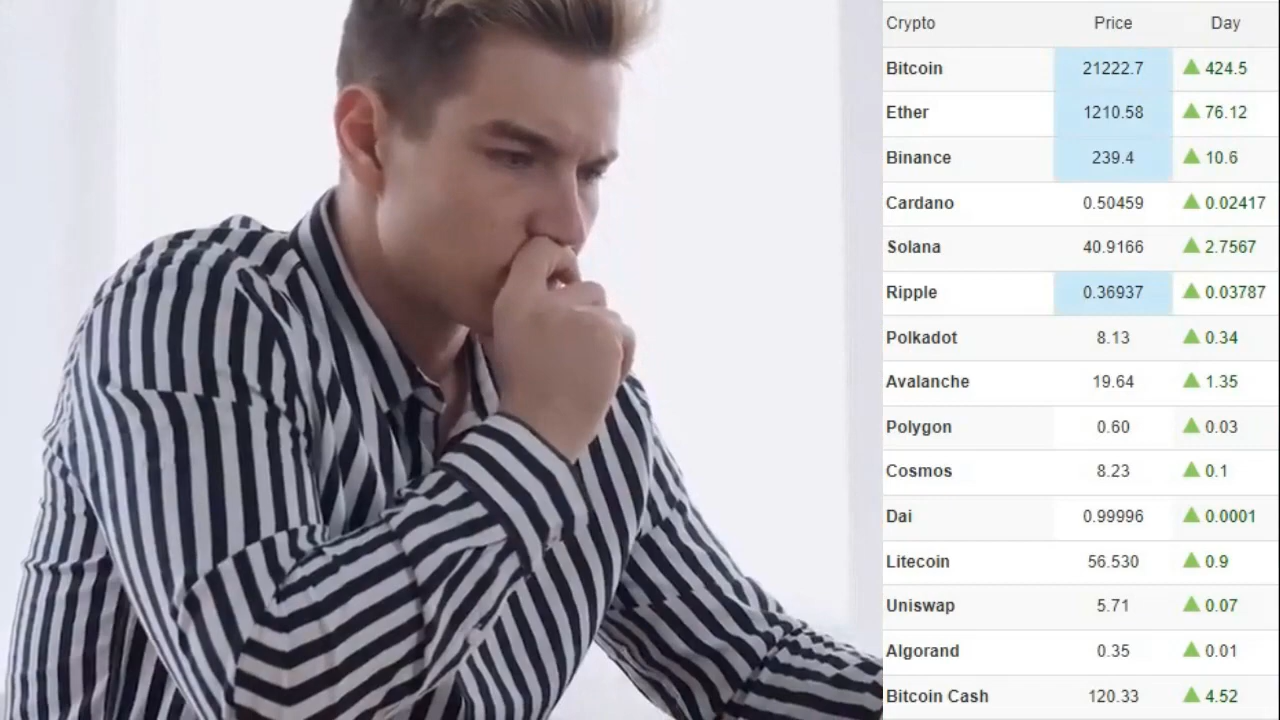 Crypto Price Day
Bitcoin 21222.7 ▲ 424.5
Ether 1210.58 ▲ 76.12
Binance 239.4 ▲ 10.6
Cardano 0.50459 ▲ 0.02417
Solana 40.9166 ▲ 2.7567
Ripple 0.36937 ▲ 0.03787
Polkadot 8.13 ▲ 0.34
Avalanche 19.64 ▲ 1.35
Polygon 0.60 ▲ 0.03
Cosmos 8.23 ▲ 0.1
Dai 0.99996 ▲ 0.0001
Litecoin 56.530 ▲ 0.9
Uniswap 5.71 ▲ 0.07
Algorand 0.35 ▲ 0.01
Bitcoin Cash 120.33 ▲ 4.52